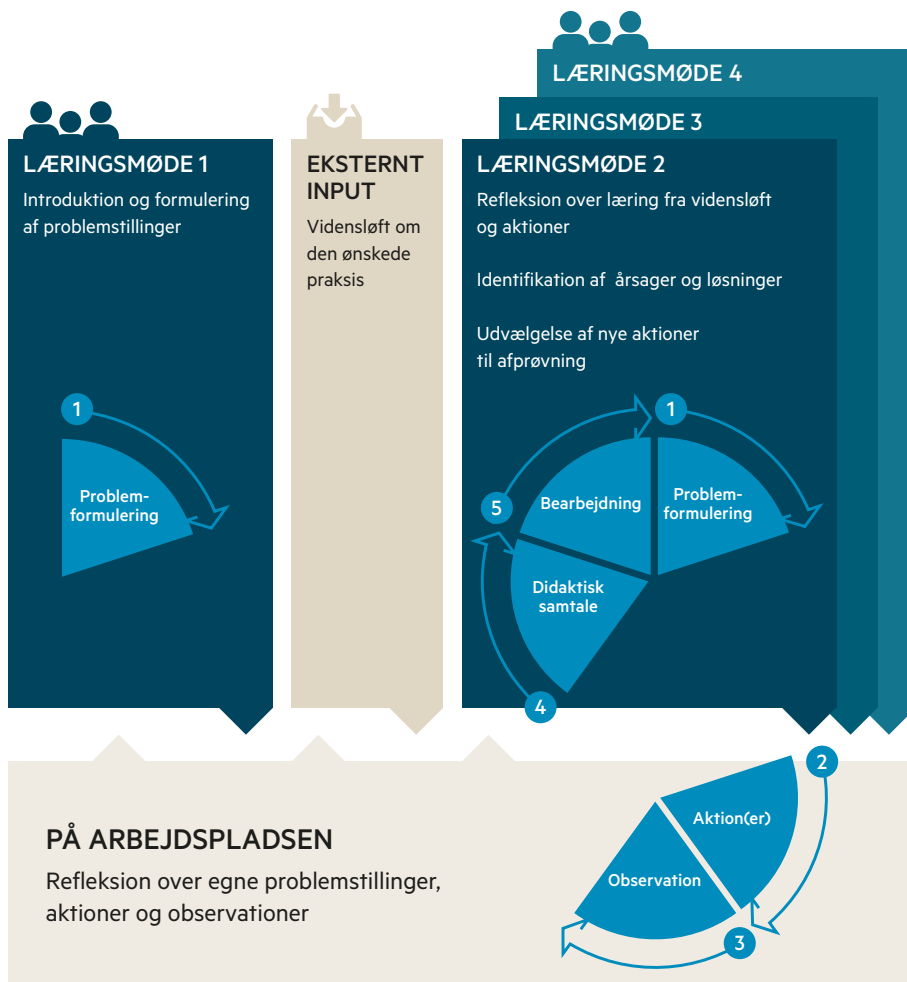 LÆRINGSMØDE 1
Introduktion og formulering
af problemstillinger
1
Problem-
formulering
EKSTERNT
INPUT
Vidensløft om
den ønskede
praksis
LÆRINGSMØDE 4
LÆRINGSMØDE 3
LÆRINGSMØDE 2
Refleksion over læring fra vidensløft
og aktioner
Identifikation af årsager og løsninger
Udvælgelse af nye aktioner
til afprøvning
1
Problem-
formulering
5
Bearbejdning
Didaktisk
samtale
4
PÅ ARBEJDSPLADSEN
Refleksion over egne problemstillinger,
aktioner og observationer
2
Aktion(er)
Observation
3